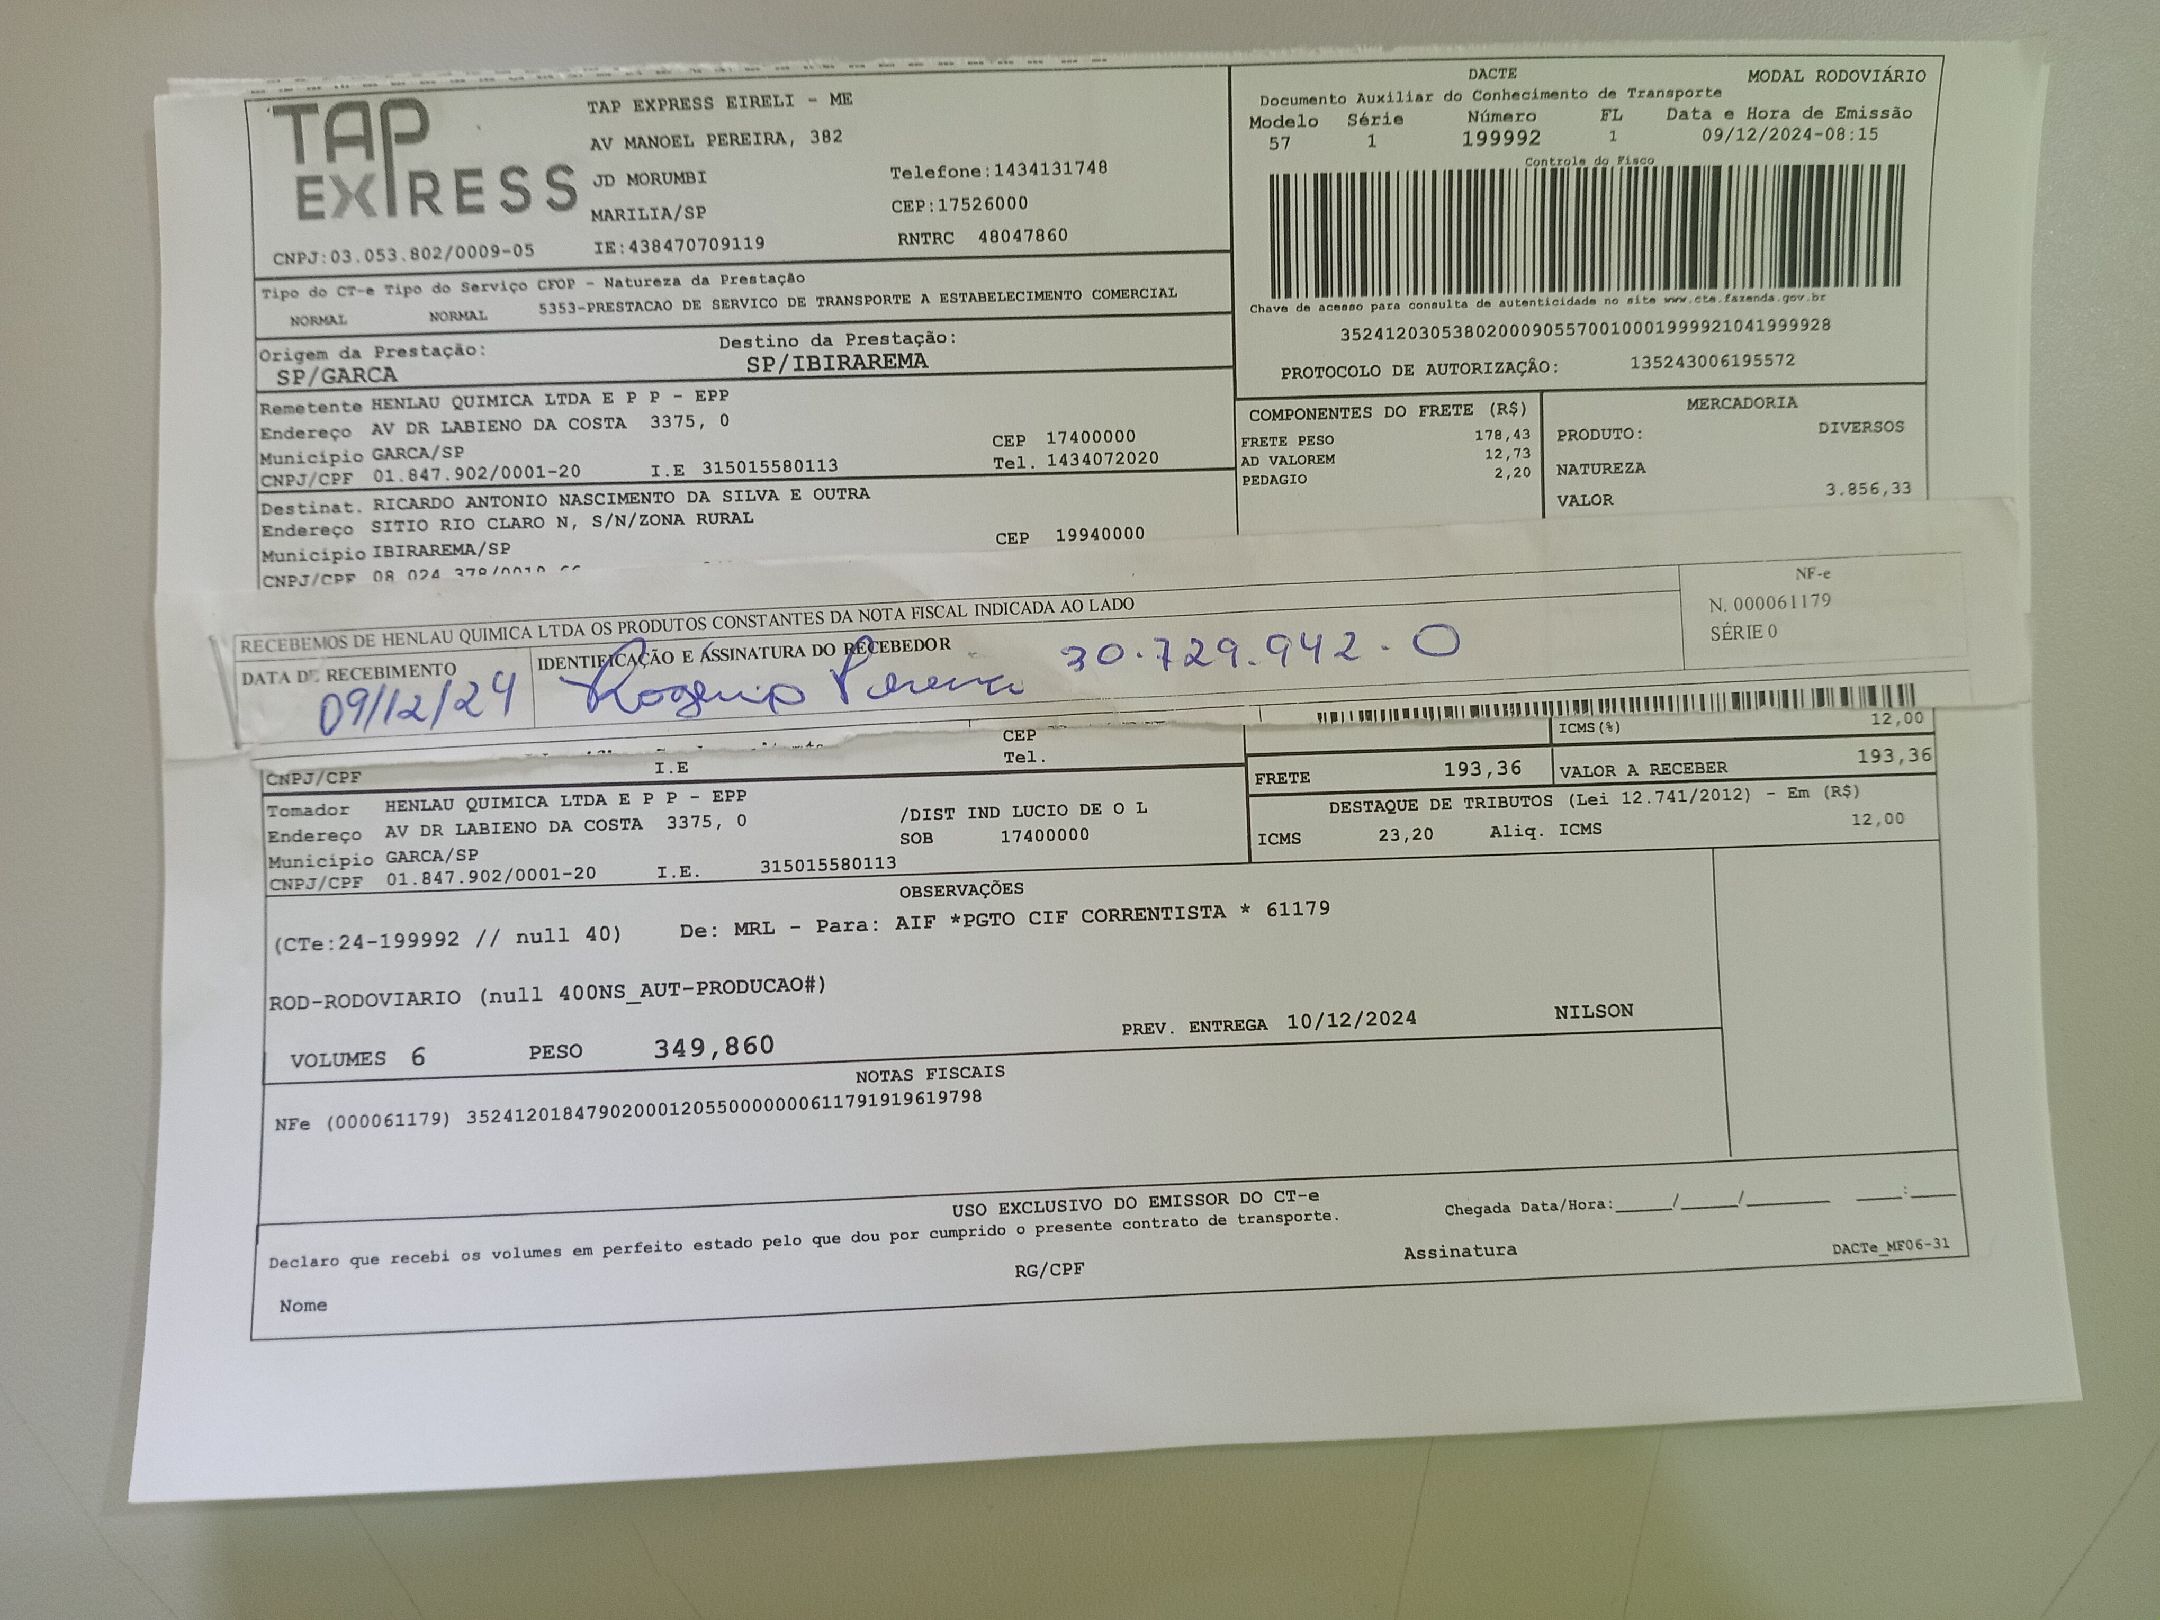 TAP EXPRESS
TAP EXPRESS EIRELI - ME
AV MANOEL PEREIRA, 382
JD MORUMBI Telefone:1434131748
MARILIA/SP CEP:17526000
CNPJ:03.053.802/0009-05 IE:438470709119 RNTRC 48047860
DACTE MODAL RODOVIÁRIO
Documento Auxiliar do Conhecimento de Transporte
Modelo Série Número FL Data e Hora de Emissão
57 1 199992 1 09/12/2024-08:15
Controle do Fisco
Chave de acesso para consulta de autenticidade no site www.cte.fazenda.gov.br
35241203053802000905570010001999921041999928
PROTOCOLO DE AUTORIZAÇÂO: 135243006195572
Tipo do CT-e Tipo do Serviço CFOP - Natureza da Prestação
NORMAL NORMAL 5353-PRESTACAO DE SERVICO DE TRANSPORTE A ESTABELECIMENTO COMERCIAL
Origem da Prestação: Destino da Prestação:
SP/GARCA SP/IBIRAREMA
Remetente HENLAU QUIMICA LTDA E P P - EPP
Endereço AV DR LABIENO DA COSTA 3375, 0
Município GARCA/SP CEP 17400000
CNPJ/CPF 01.847.902/0001-20 I.E 315015580113 Tel. 1434072020
Destinat. RICARDO ANTONIO NASCIMENTO DA SILVA E OUTRA
Endereço SITIO RIO CLARO N, S/N/ZONA RURAL
Município IBIRAREMA/SP CEP 19940000
CNPJ/CPF 08 024 378/0010
COMPONENTES DO FRETE (R$)
FRETE PESO 178,43
AD VALOREM 12,73
PEDAGIO 2,20
MERCADORIA
PRODUTO: DIVERSOS
NATUREZA
VALOR 3.856,33
RECEBEMOS DE HENLAU QUIMICA LTDA OS PRODUTOS CONSTANTES DA NOTA FISCAL INDICADA AO LADO
DATA DE RECEBIMENTO IDENTIFICAÇÃO E ASSINATURA DO RECEBEDOR
09/12/24 Rogerio Pereira 30.729.942-0
NF-e
N. 000061179
SÉRIE 0
CEP
CNPJ/CPF I.E Tel.
ICMS(%) 12,00
FRETE 193,36 VALOR A RECEBER 193,36
DESTAQUE DE TRIBUTOS (Lei 12.741/2012) - Em (R$)
ICMS 23,20 Aliq. ICMS 12,00
Tomador HENLAU QUIMICA LTDA E P P - EPP
Endereço AV DR LABIENO DA COSTA 3375, 0 /DIST IND LUCIO DE O L
Município GARCA/SP SOB 17400000
CNPJ/CPF 01.847.902/0001-20 I.E. 315015580113
OBSERVAÇÕES
(CTe:24-199992 // null 40) De: MRL - Para: AIF *PGTO CIF CORRENTISTA * 61179
ROD-RODOVIARIO (null 400NS_AUT-PRODUCAO#)
VOLUMES 6 PESO 349,860 PREV. ENTREGA 10/12/2024 NILSON
NOTAS FISCAIS
NFe (000061179) 35241201847902000120550000000611791919619798
USO EXCLUSIVO DO EMISSOR DO CT-e
Declaro que recebi os volumes em perfeito estado pelo que dou por cumprido o presente contrato de transporte.
Chegada Data/Hora:_____/_____/_______ ____:____
Nome RG/CPF Assinatura DACTe_MF06-31